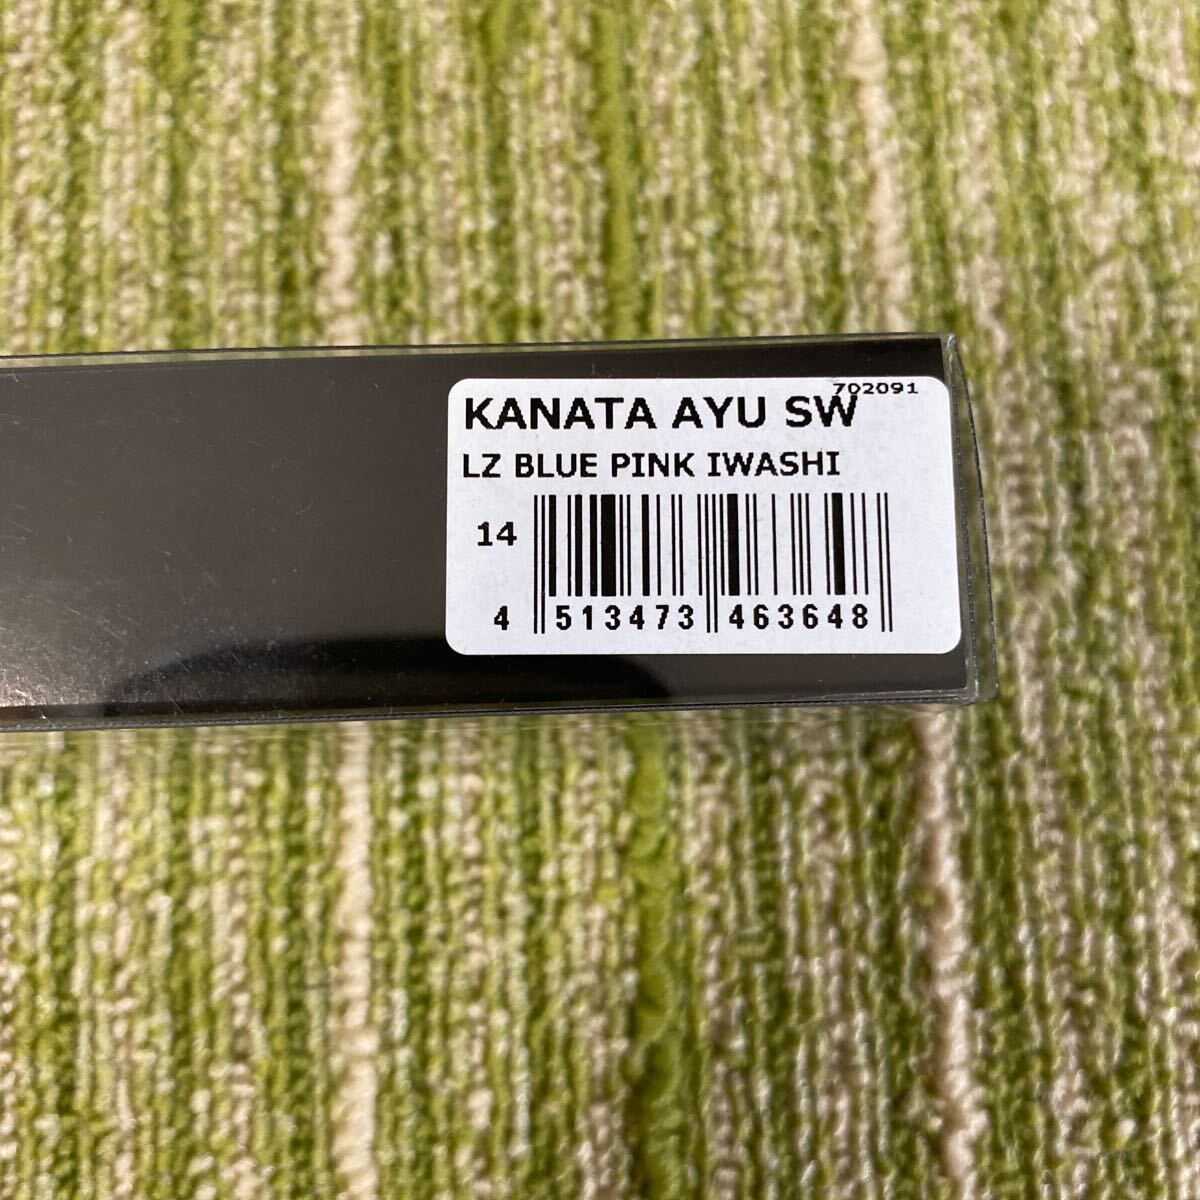 702091
KANATA AYU SW
LZ BLUE PINK IWASHI
14
4 513473 463648